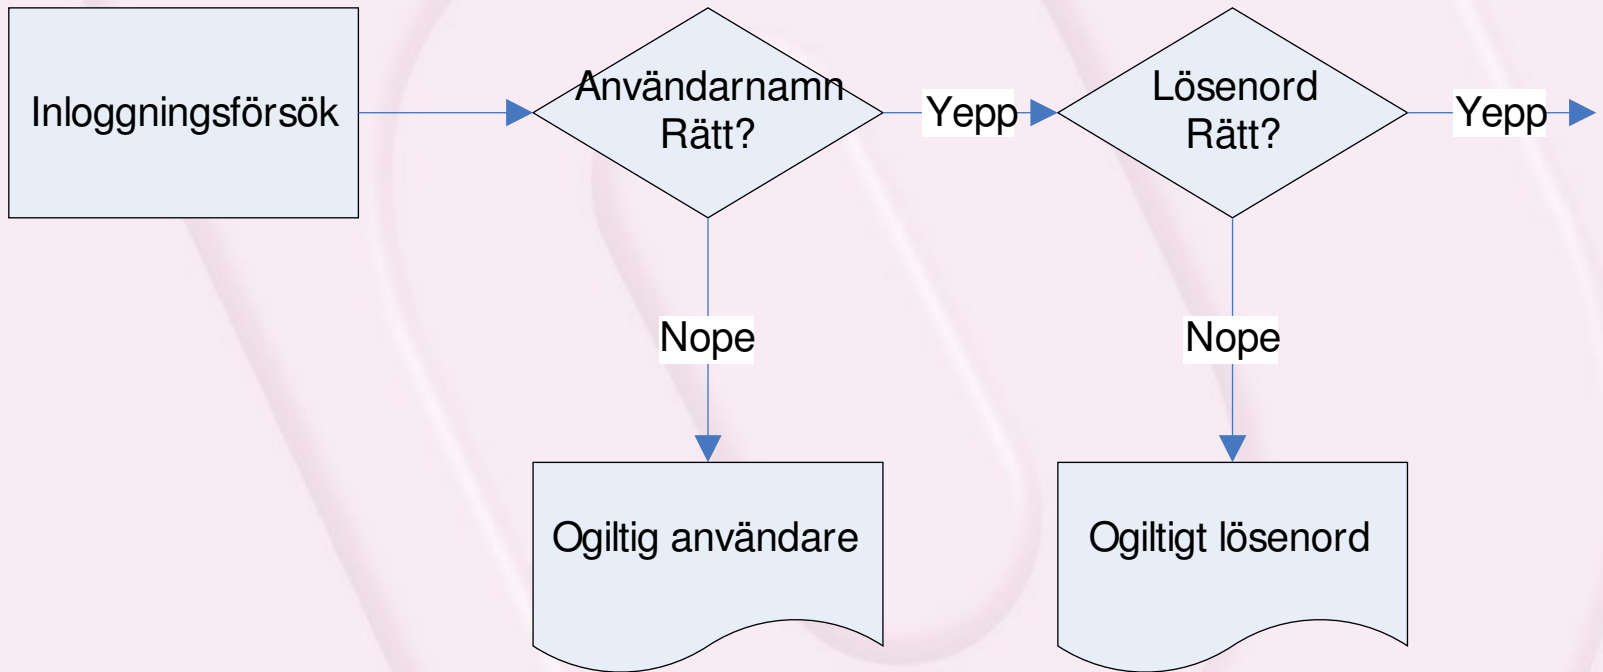 Inloggningsförsök
Användarnamn
Rätt?
Yepp
Lösenord
Rätt?
Yepp
Nope
Nope
Ogiltig användare
Ogiltigt lösenord